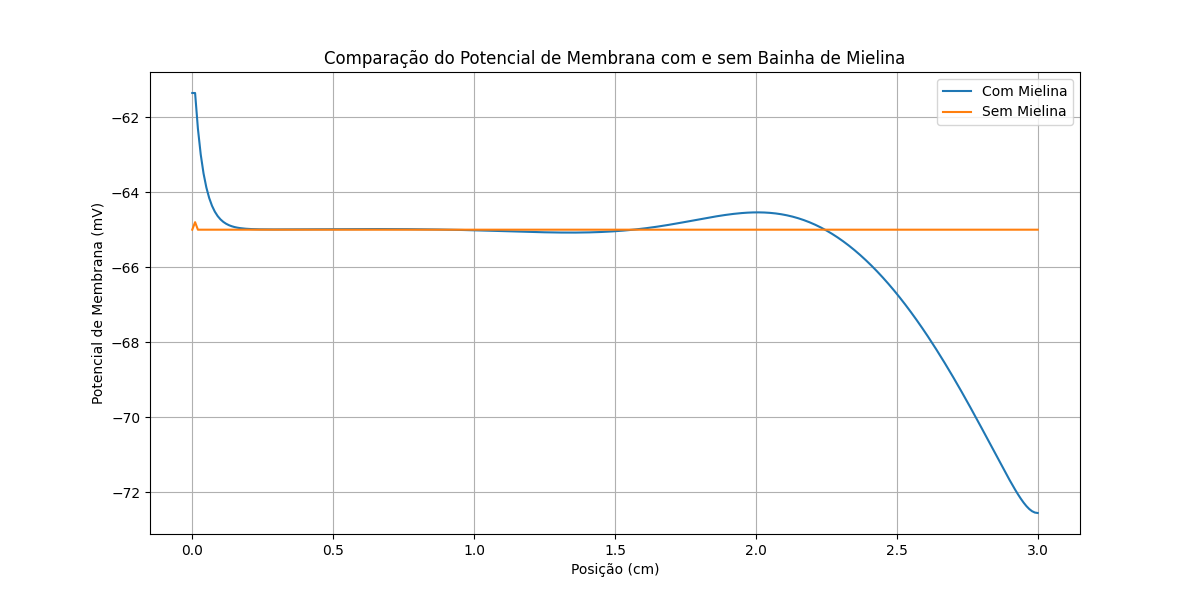 Comparação do Potencial de Membrana com e sem Bainha de Mielina
Com Mielina
Sem Mielina
Potencial de Membrana (mV)
−62
−64
−66
−68
−70
−72
0.0 0.5 1.0 1.5 2.0 2.5 3.0
Posição (cm)